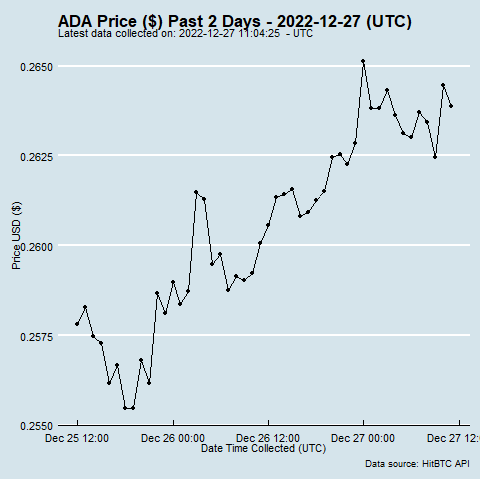 ADA Price ($) Past 2 Days - 2022-12-27 (UTC)
Latest data collected on: 2022-12-27 11:04:25 - UTC
0.2650
0.2625
0.2600
0.2575
0.2550
Price USD ($)
Dec 25 12:00 Dec 26 00:00 Dec 26 12:00 Dec 27 00:00 Dec 27 12:
Date Time Collected (UTC)
Data source: HitBTC API